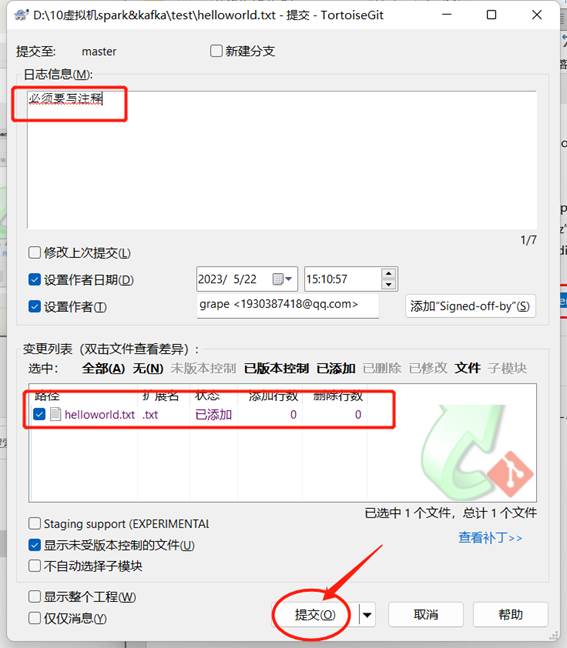 D:\10虚拟机spark&kafka\test\helloworld.txt - 提交 - TortoiseGit
提交至: master 新建分支
日志信息(M):
必须要写注释
1/7
修改上次提交(L)
设置作者日期(D) 2023/ 5/22 15:10:57
设置作者(T) grape <1930387418@qq.com> 添加“Signed-off-by”(S)
变更列表（双击文件查看差异）:
选中: 全部(A) 无(N) 未版本控制 已版本控制 已添加 已删除 已修改 文件 子模块
路径 扩展名 状态 添加行数 删除行数
helloworld.txt .txt 已添加 0 0
已选中 1 个文件，总计 1 个文件
Staging support (EXPERIMENTAL
显示未受版本控制的文件(U) 查看补丁>>
不自动选择子模块
显示整个工程(W)
仅仅消息(Y)
提交(O) 取消 帮助